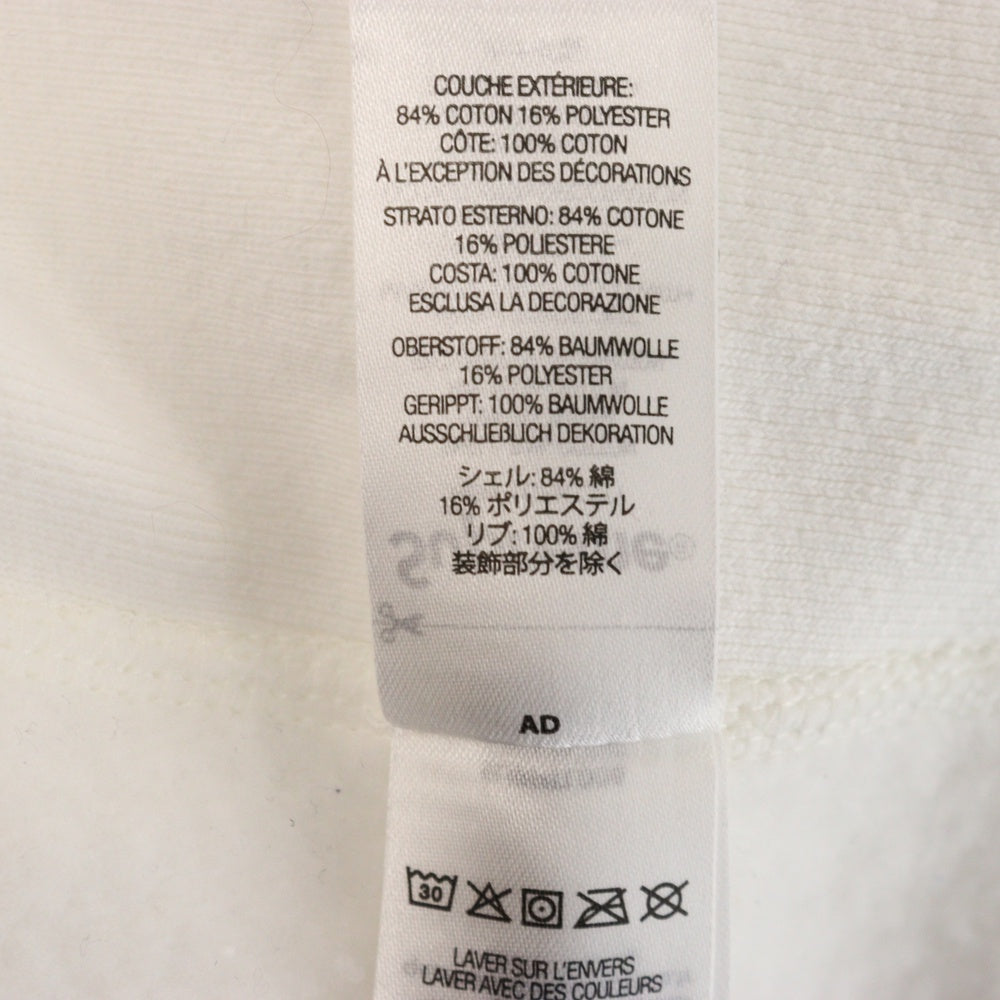 COUCHE EXTÉRIEURE:
84% COTON 16% POLYESTER
CÔTE: 100% COTON
À L'EXCEPTION DES DÉCORATIONS
STRATO ESTERNO: 84% COTONE
16% POLIESTERE
COSTA: 100% COTONE
ESCLUSA LA DECORAZIONE
OBERSTOFF: 84% BAUMWOLLE
16% POLYESTER
GERIPPT: 100% BAUMWOLLE
AUSSCHLIEßLICH DEKORATION
シェル: 84% 綿
16% ポリエステル
リブ: 100% 綿
装飾部分を除く
AD
30
LAVER SUR L'ENVERS
LAVER AVEC DES COULEURS